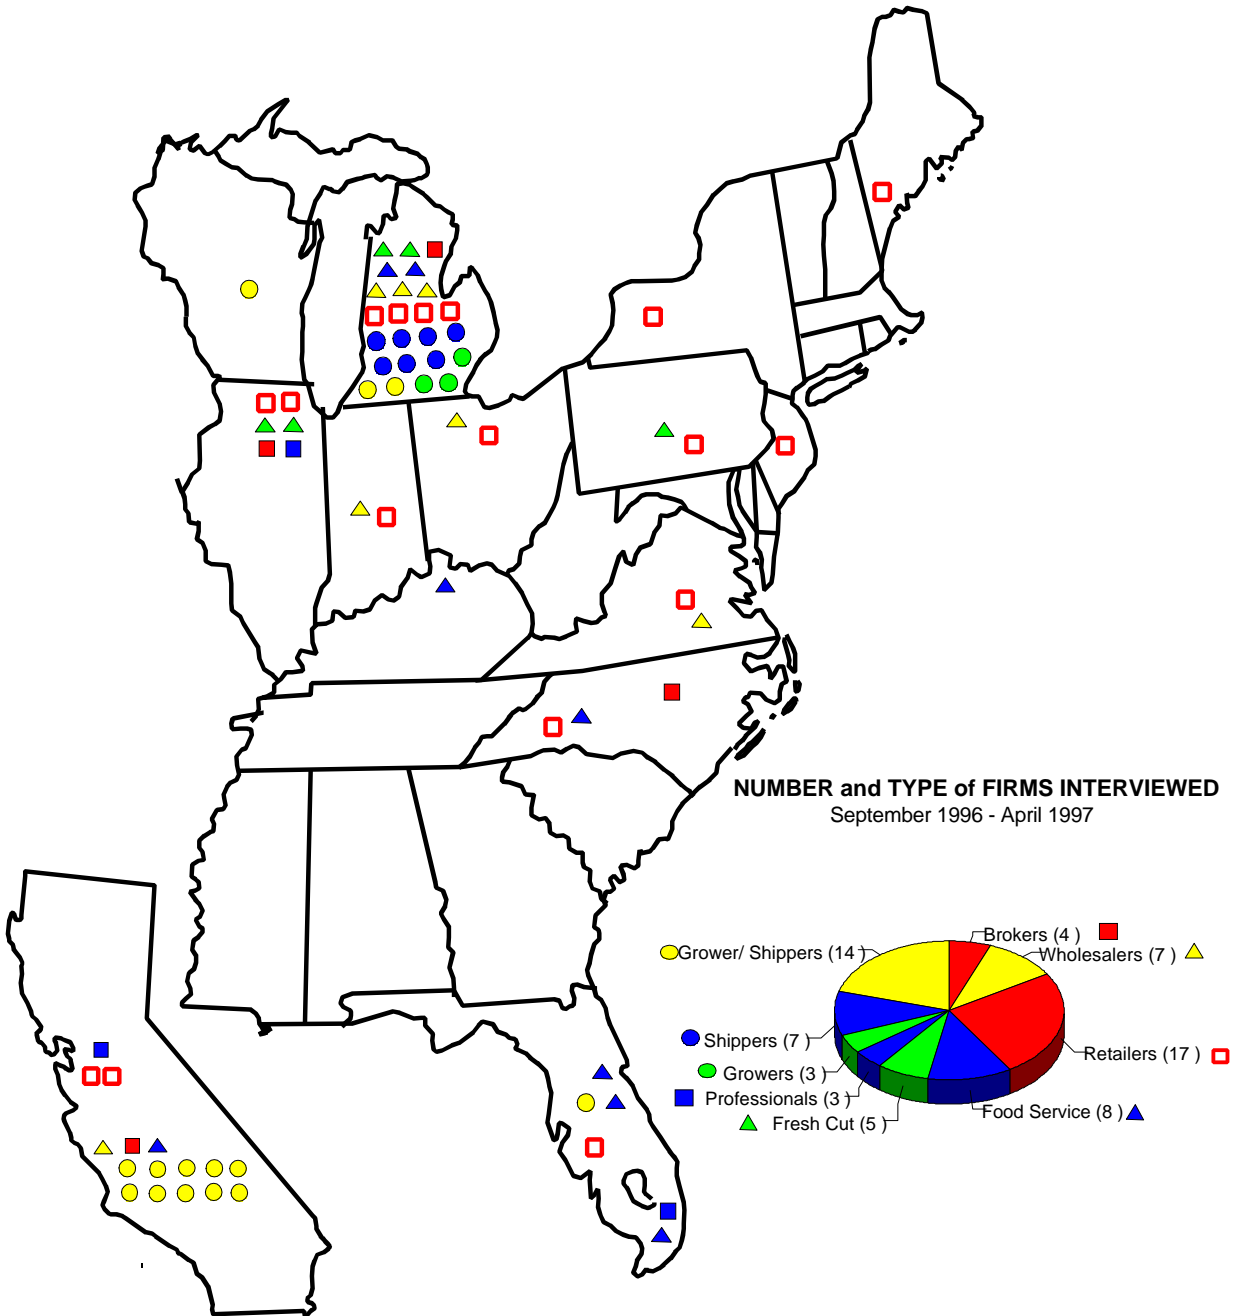 NUMBER and TYPE of FIRMS INTERVIEWED
September 1996 - April 1997
Brokers (4 )
Grower/ Shippers (14 )
Wholesalers (7 )
Shippers (7 )
Retailers (17 )
Growers (3 )
Professionals (3 )
Food Service (8 )
Fresh Cut (5 )